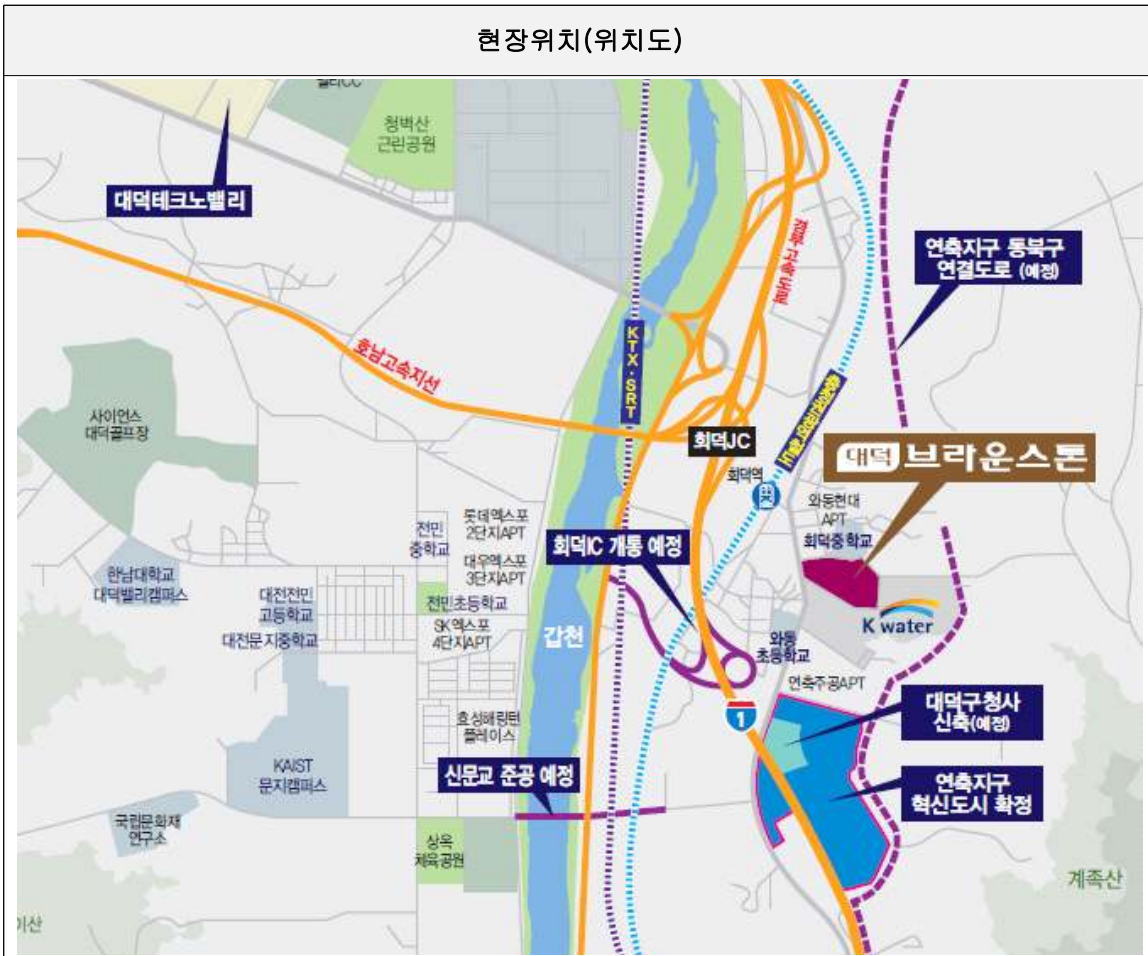 현장위치(위치도)
밸리CC
청벽산
근린공원
대덕테크노밸리
경부고속도로
연축지구 동북구
연결도로 (예정)
KTX·SRT
호남고속지선
사이언스
대덕골프장
회덕JC
대덕 브라운스톤
회덕역
와동현대
APT
회덕중학교
롯데엑스포
2단지APT
전민
중학교
회덕IC 개통 예정
대우엑스포
3단지APT
한남대학교
대덕밸리캠퍼스
대전전민
고등학교
전민초등학교
SK엑스포
4단지APT
대전문지중학교
갑천
K water
와동
초등학교
연축주공APT
대덕구청사
신축(예정)
효성해링턴
플레이스
1
KAIST
문지캠퍼스
신문교 준공 예정
연축지구
혁신도시 확정
국립문화재
연구소
상옥
체육공원
계족산
이산